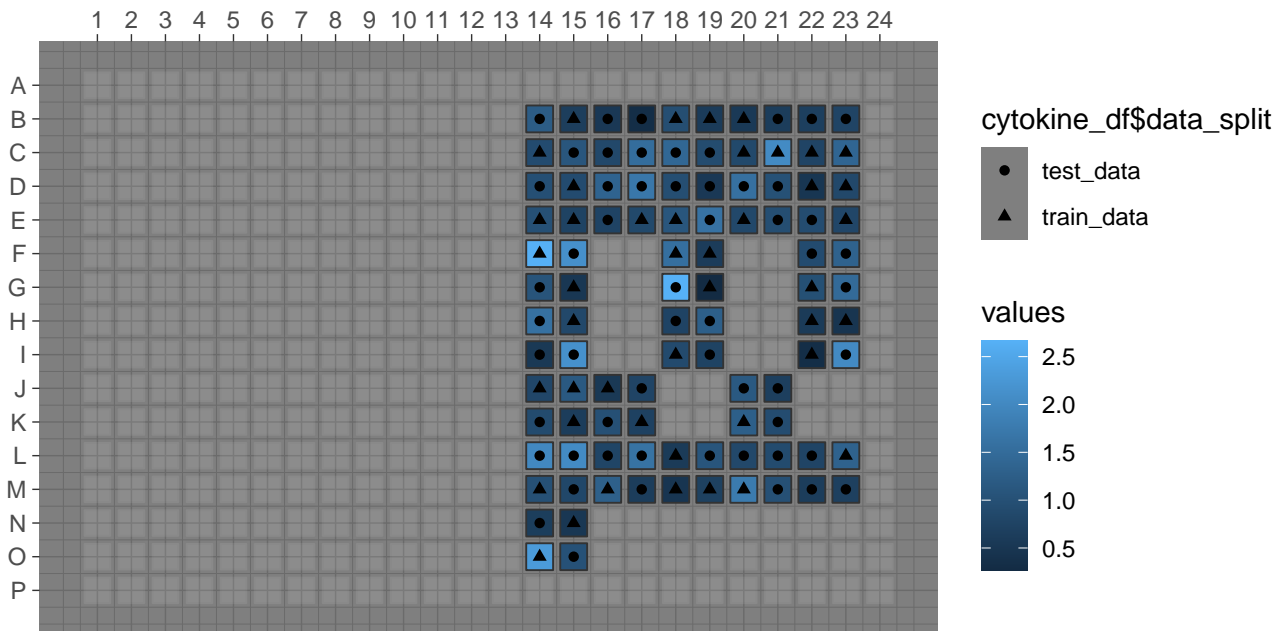 1 2 3 4 5 6 7 8 9 10 11 12 13 14 15 16 17 18 19 20 21 22 23 24
A
B
C
D
E
F
G
H
I
J
K
L
M
N
O
P
cytokine_df$data_split
test_data
train_data
values
2.5
2.0
1.5
1.0
0.5